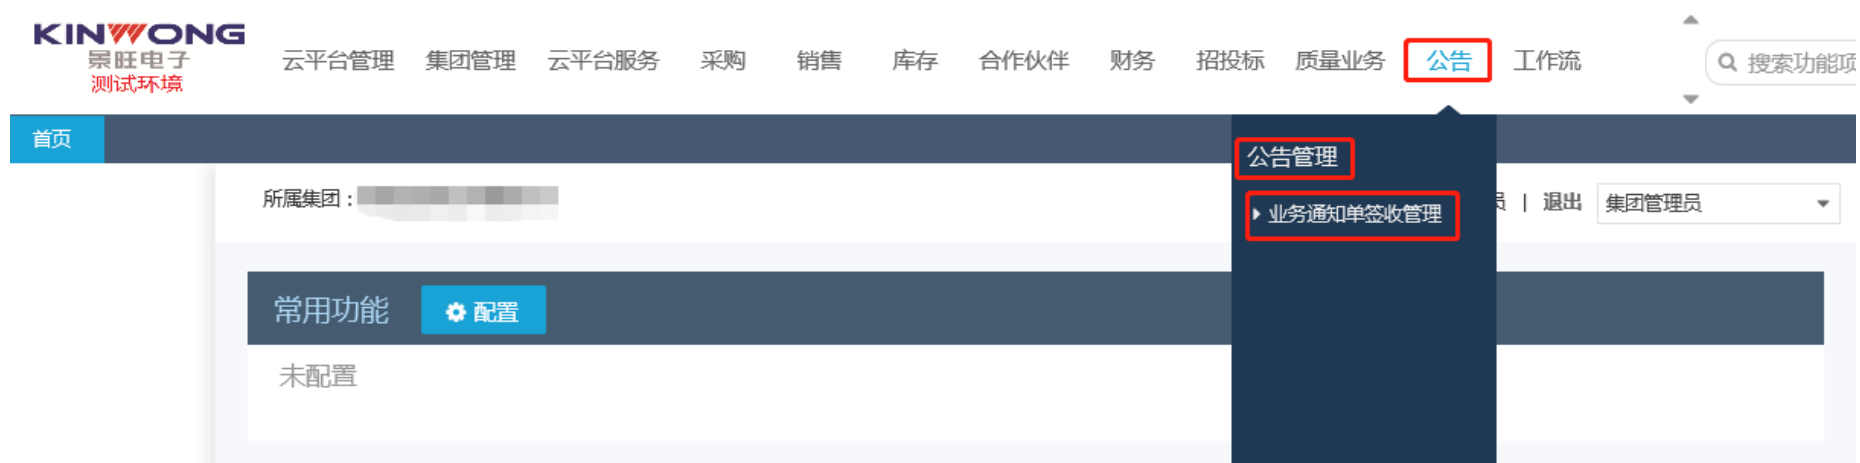 KINWONG
景旺电子
测试环境
云平台管理 集团管理 云平台服务 采购 销售 库存 合作伙伴 财务 招投标 质量业务 公告 工作流
搜索功能项
首页
公告管理
业务通知单签收管理
所属集团：
员 | 退出 集团管理员
常用功能 配置
未配置